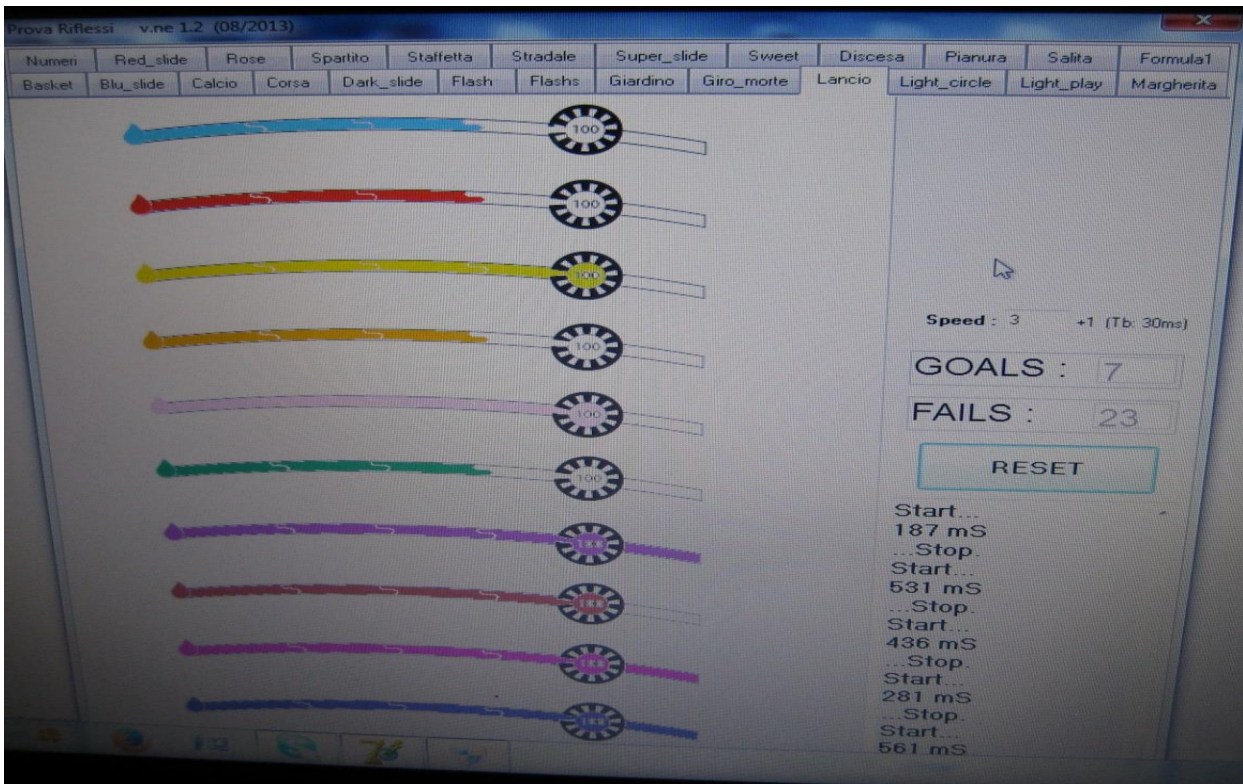 Prova Riflessi v.ne 1.2 (08/2013)
Numeri Red_slide Rose Spartito Staffetta Stradale Super_slide Sweet Discesa Pianura Salita Formula1
Basket Blu_slide Calcio Corsa Dark_slide Flash Flashs Giardino Giro_morte Lancio Light_circle Light_play Margherita
100
100
100
100
100
100
Speed : 3 +1 (Tb: 30ms)
GOALS : 7
FAILS : 23
RESET
Start...
187 mS
...Stop.
Start...
531 mS
...Stop.
Start...
436 mS
...Stop.
Start...
281 mS
...Stop.
Start...
561 mS